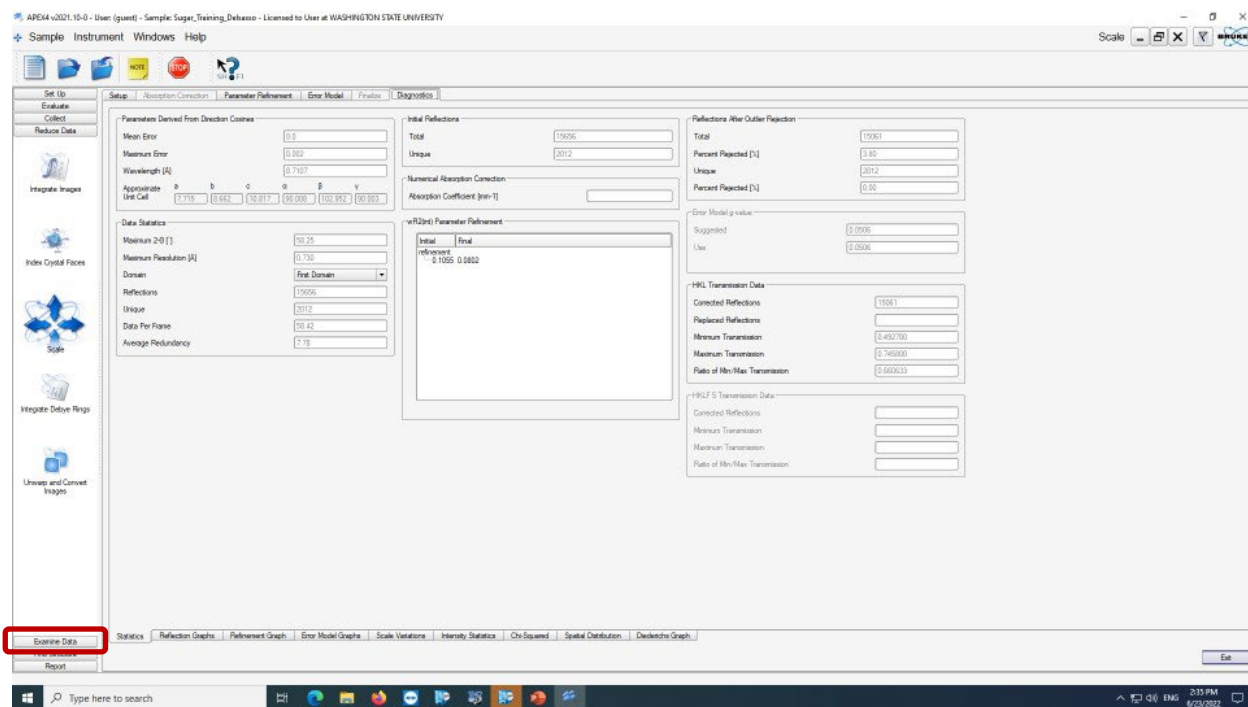 APEX4 v2021.10-0 - User: (guest) - Sample: Sugar_Training_Delsasso - Licensed to User at WASHINGTON STATE UNIVERSITY
Sample Instrument Windows Help
Scale
BRUKER
NOTE
STOP
Set Up
Evaluate
Collect
Reduce Data
Integrate Images
Index Crystal Faces
Scale
Integrate Debye Rings
Unwarp and Convert
Images
Examine Data
Report
Setup Absorption Correction Parameter Refinement Error Model Finalize Diagnostics
Parameters Derived From Direction Cosines
Mean Error 0.0
Maximum Error 0.002
Wavelength [Å] 0.7107
a b c α β γ
Approximate
Unit Cell 7.715 8.662 10.817 90.000 102.952 90.003
Data Statistics
Maximum 2-θ [°] 58.25
Maximum Resolution [Å] 0.730
Domain First Domain
Reflections 15656
Unique 2012
Data Per Frame 58.42
Average Redundancy 7.78
Initial Reflections
Total 15656
Unique 2012
Numerical Absorption Correction
Absorption Coefficient [mm-1]
wR2(int) Parameter Refinement
Initial Final
refinement
0.1055 0.0802
Reflections After Outlier Rejection
Total 15061
Percent Rejected [%] 3.80
Unique 2012
Percent Rejected [%] 0.00
Error Model g-value
Suggested 0.0506
Use 0.0506
HKL Transmission Data
Corrected Reflections 15061
Replaced Reflections
Minimum Transmission 0.492700
Maximum Transmission 0.745800
Ratio of Min/Max Transmission 0.660633
HKLF 5 Transmission Data
Corrected Reflections
Minimum Transmission
Maximum Transmission
Ratio of Min/Max Transmission
Statistics Reflection Graphs Refinement Graph Error Model Graphs Scale Variations Intensity Statistics Chi-Squared Spatial Distribution Diederichs Graph
Exit
Type here to search
ENG
2:35 PM
6/23/2022